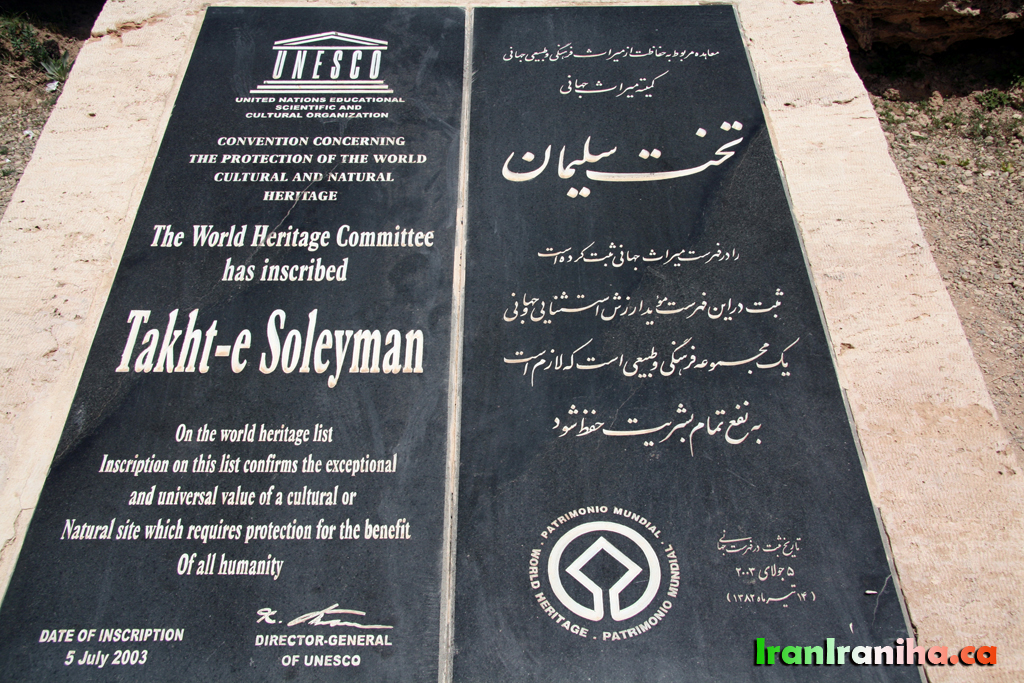 UNESCO
UNITED NATIONS EDUCATIONAL
SCIENTIFIC AND
CULTURAL ORGANIZATION
CONVENTION CONCERNING
THE PROTECTION OF THE WORLD
CULTURAL AND NATURAL
HERITAGE
The World Heritage Committee
has inscribed
Takht-e Soleyman
On the world heritage list
Inscription on this list confirms the exceptional
and universal value of a cultural or
Natural site which requires protection for the benefit
Of all humanity
DATE OF INSCRIPTION
5 July 2003
DIRECTOR-GENERAL
OF UNESCO
معاهده مربوط به حفاظت از میراث فرهنگی و طبیعی جهانی
کمیته میراث جهانی
تخت سلیمان
را در فهرست میراث جهانی ثبت کرده است
ثبت در این فهرست مؤید ارزش استثنایی و جهانی
یک مجموعه فرهنگی و طبیعی است که لازم است
به نفع تمام بشریت حفظ شود
WORLD HERITAGE · PATRIMONIO MUNDIAL · PATRIMOINE MONDIAL
تاریخ ثبت در فهرست جهانی
۵ جولای ۲۰۰۳
(۱۴ تیر ماه ۱۳۸۲)
IranIraniha.ca